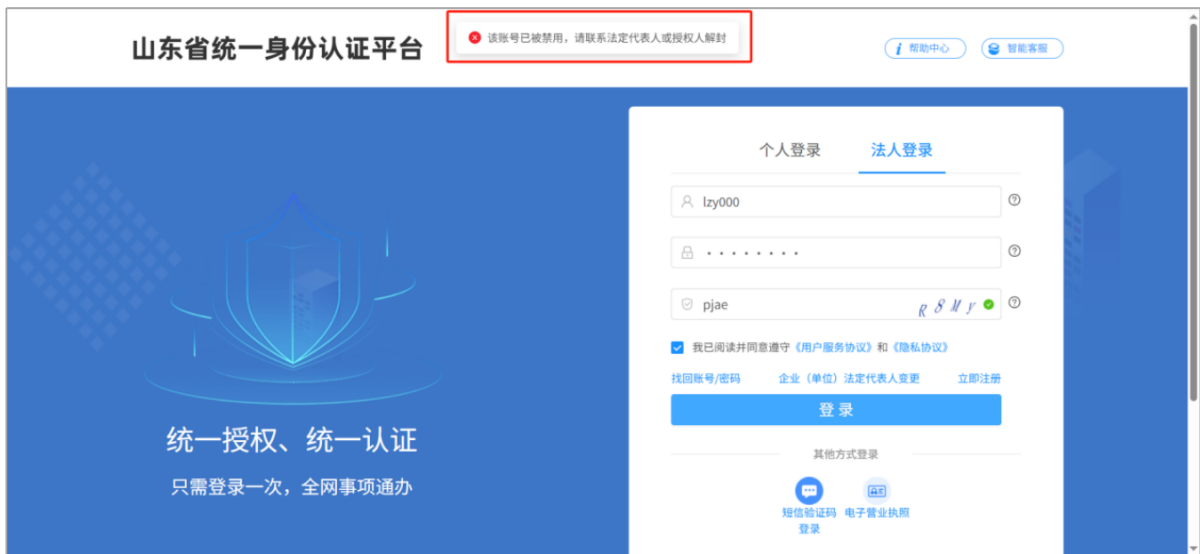 山东省统一身份认证平台
该账号已被禁用，请联系法定代表人或授权人解封
帮助中心
智能客服
个人登录
法人登录
lzy000
pjae
R8My
我已阅读并同意遵守《用户服务协议》和《隐私协议》
找回账号/密码 企业（单位）法定代表人变更 立即注册
登录
其他方式登录
短信验证码
登录
电子营业执照
统一授权、统一认证
只需登录一次，全网事项通办